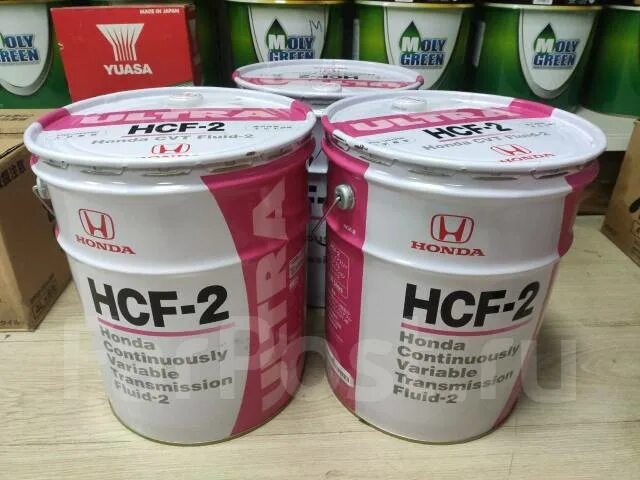 MADE IN JAPAN
YUASA
MOLY
GREEN
MOLY
GREEN
MOLY
GREEN
ULTRA
HCF-2
Honda CVT Fluid-2
HONDA
HCF-2
Honda
Continuously
Variable
Transmission
Fluid-2
ULTRA
ULTRA
HCF-2
Honda CVT Fluid-2
HONDA
HCF-2
Honda
Continuously
Variable
Transmission
Fluid-2